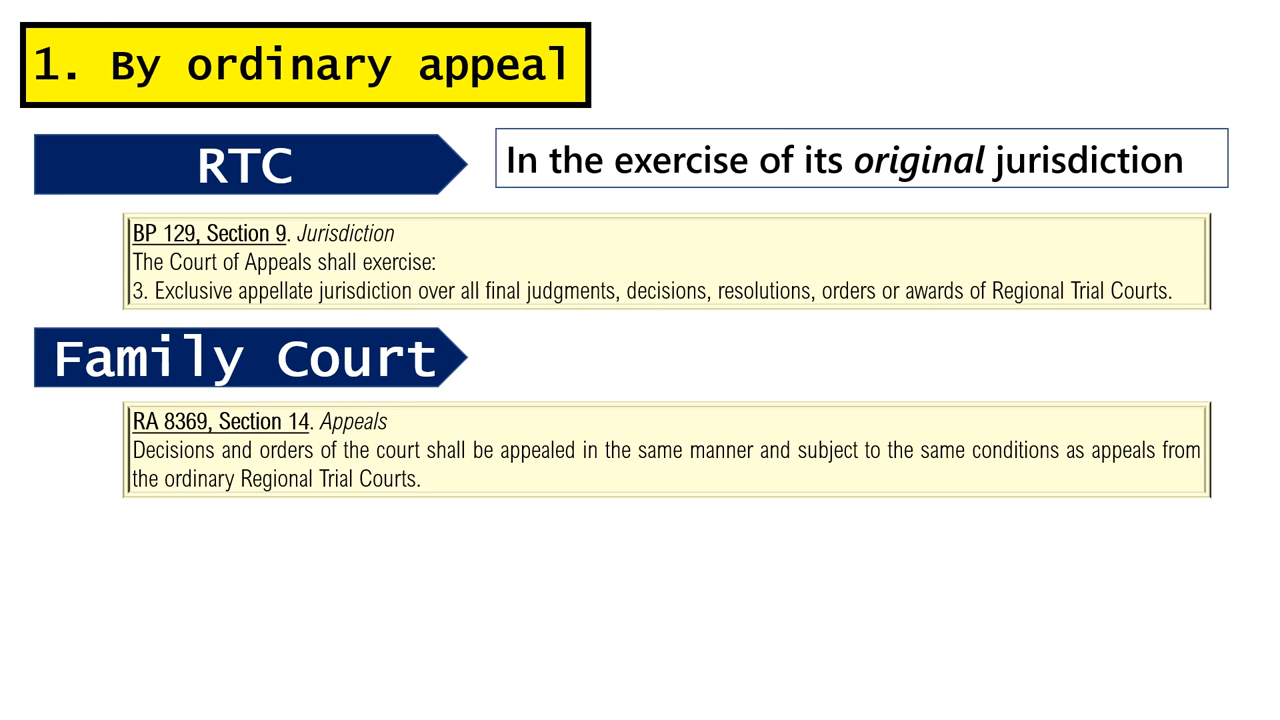 1. By ordinary appeal
RTC
In the exercise of its original jurisdiction
BP 129, Section 9. Jurisdiction
The Court of Appeals shall exercise:
3. Exclusive appellate jurisdiction over all final judgments, decisions, resolutions, orders or awards of Regional Trial Courts.
Family Court
RA 8369, Section 14. Appeals
Decisions and orders of the court shall be appealed in the same manner and subject to the same conditions as appeals from
the ordinary Regional Trial Courts.